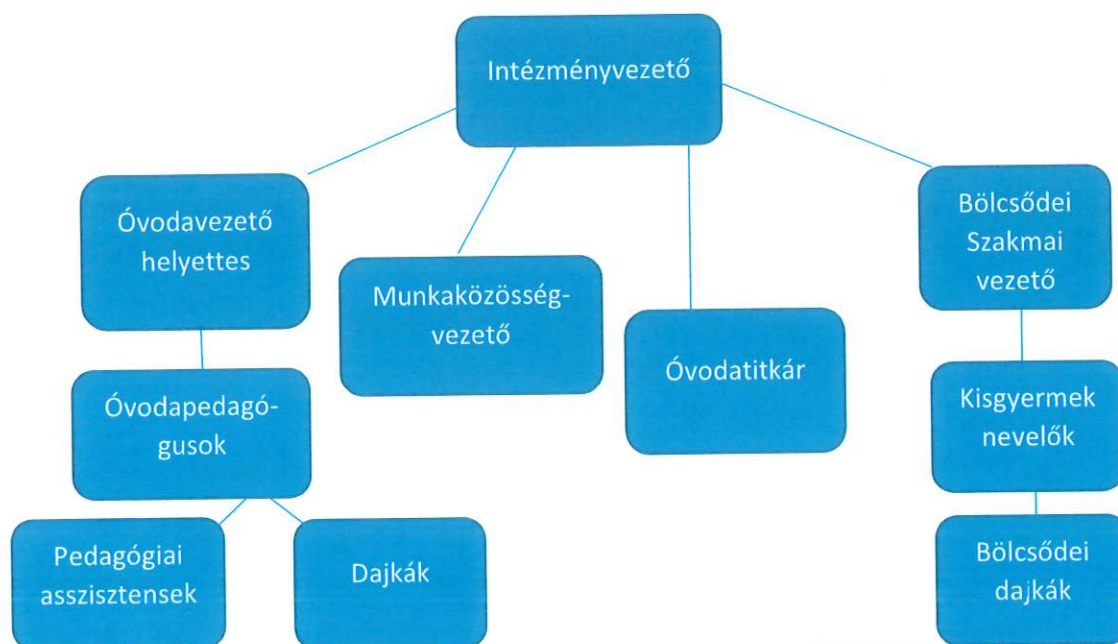 Intézményvezető
Óvodavezető
helyettes
Munkaközösség-
vezető
Óvodatitkár
Bölcsődei
Szakmai
vezető
Óvodapedagó-
gusok
Kisgyermek
nevelők
Pedagógiai
asszisztensek
Dajkák
Bölcsődei
dajkák